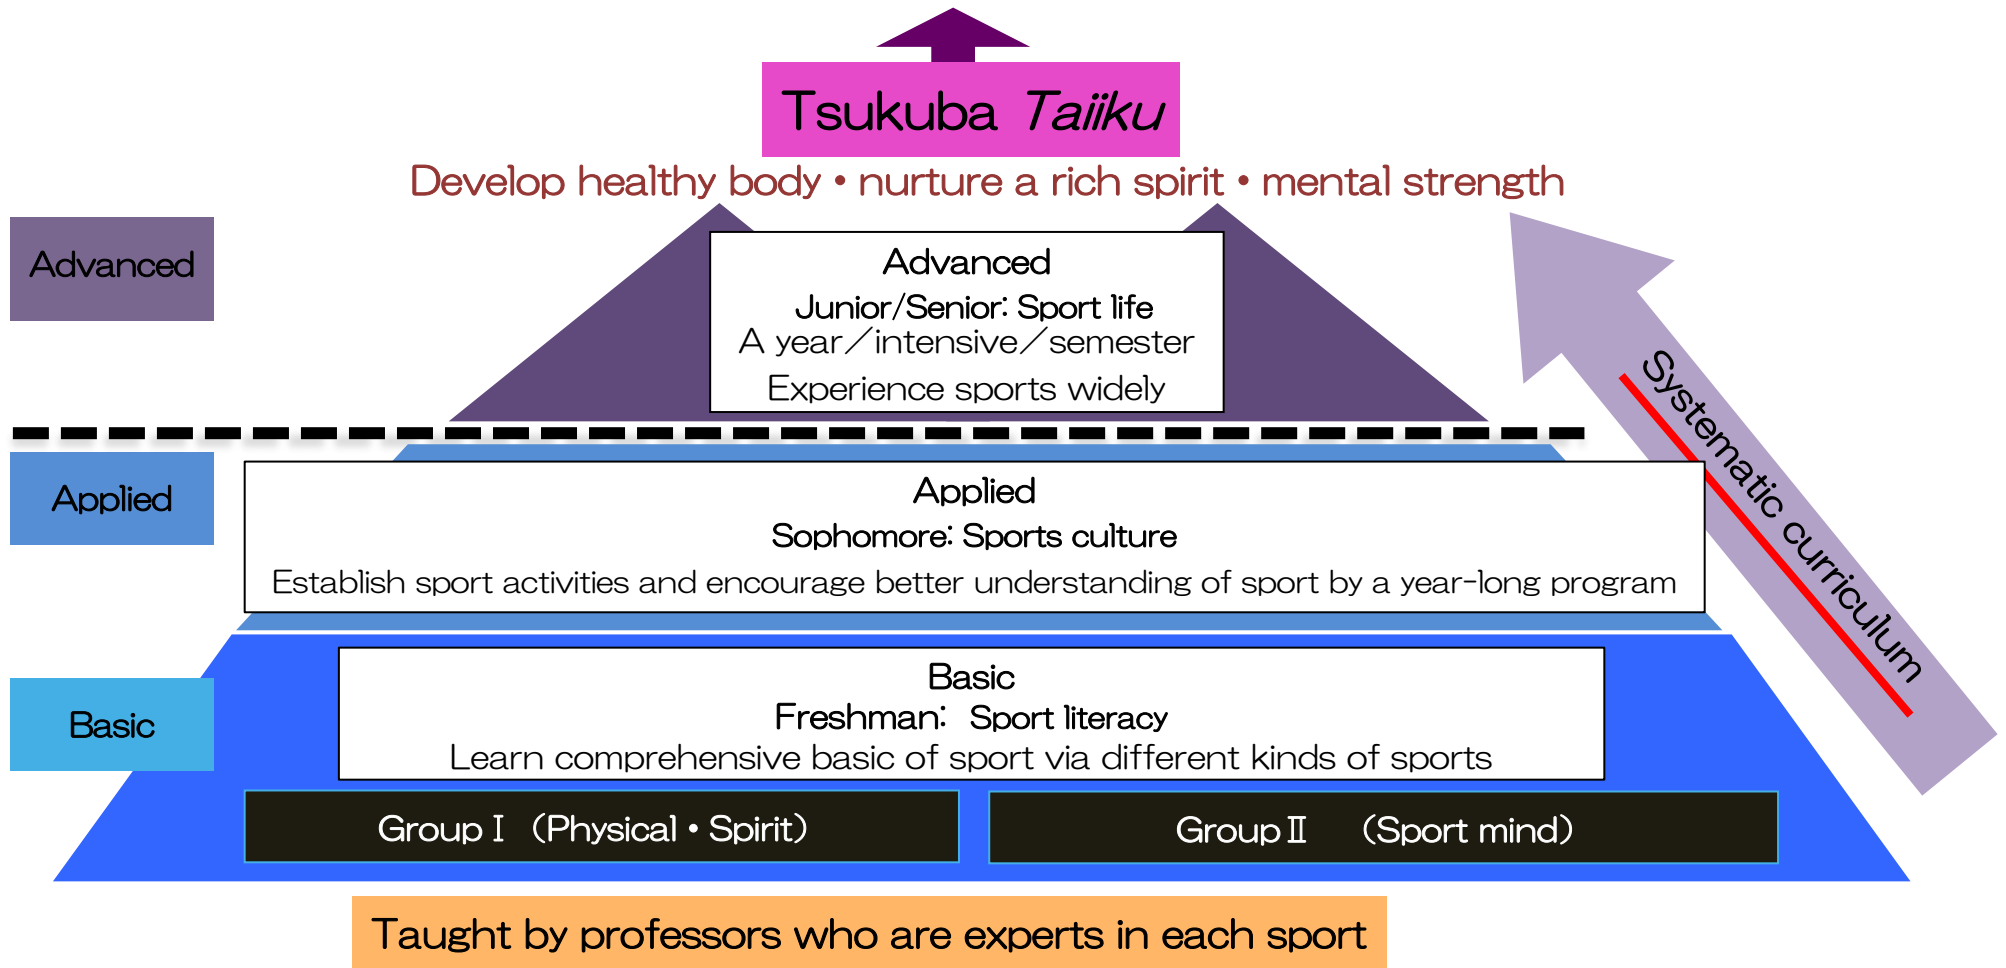 Tsukuba Taiiku
Develop healthy body・nurture a rich spirit・mental strength
Advanced
Advanced
Junior/Senior: Sport life
A year／intensive／semester
Experience sports widely
Systematic curriculum
Applied
Applied
Sophomore: Sports culture
Establish sport activities and encourage better understanding of sport by a year-long program
Basic
Basic
Freshman: Sport literacy
Learn comprehensive basic of sport via different kinds of sports
GroupⅠ（Physical・Spirit）
GroupⅡ （Sport mind）
Taught by professors who are experts in each sport